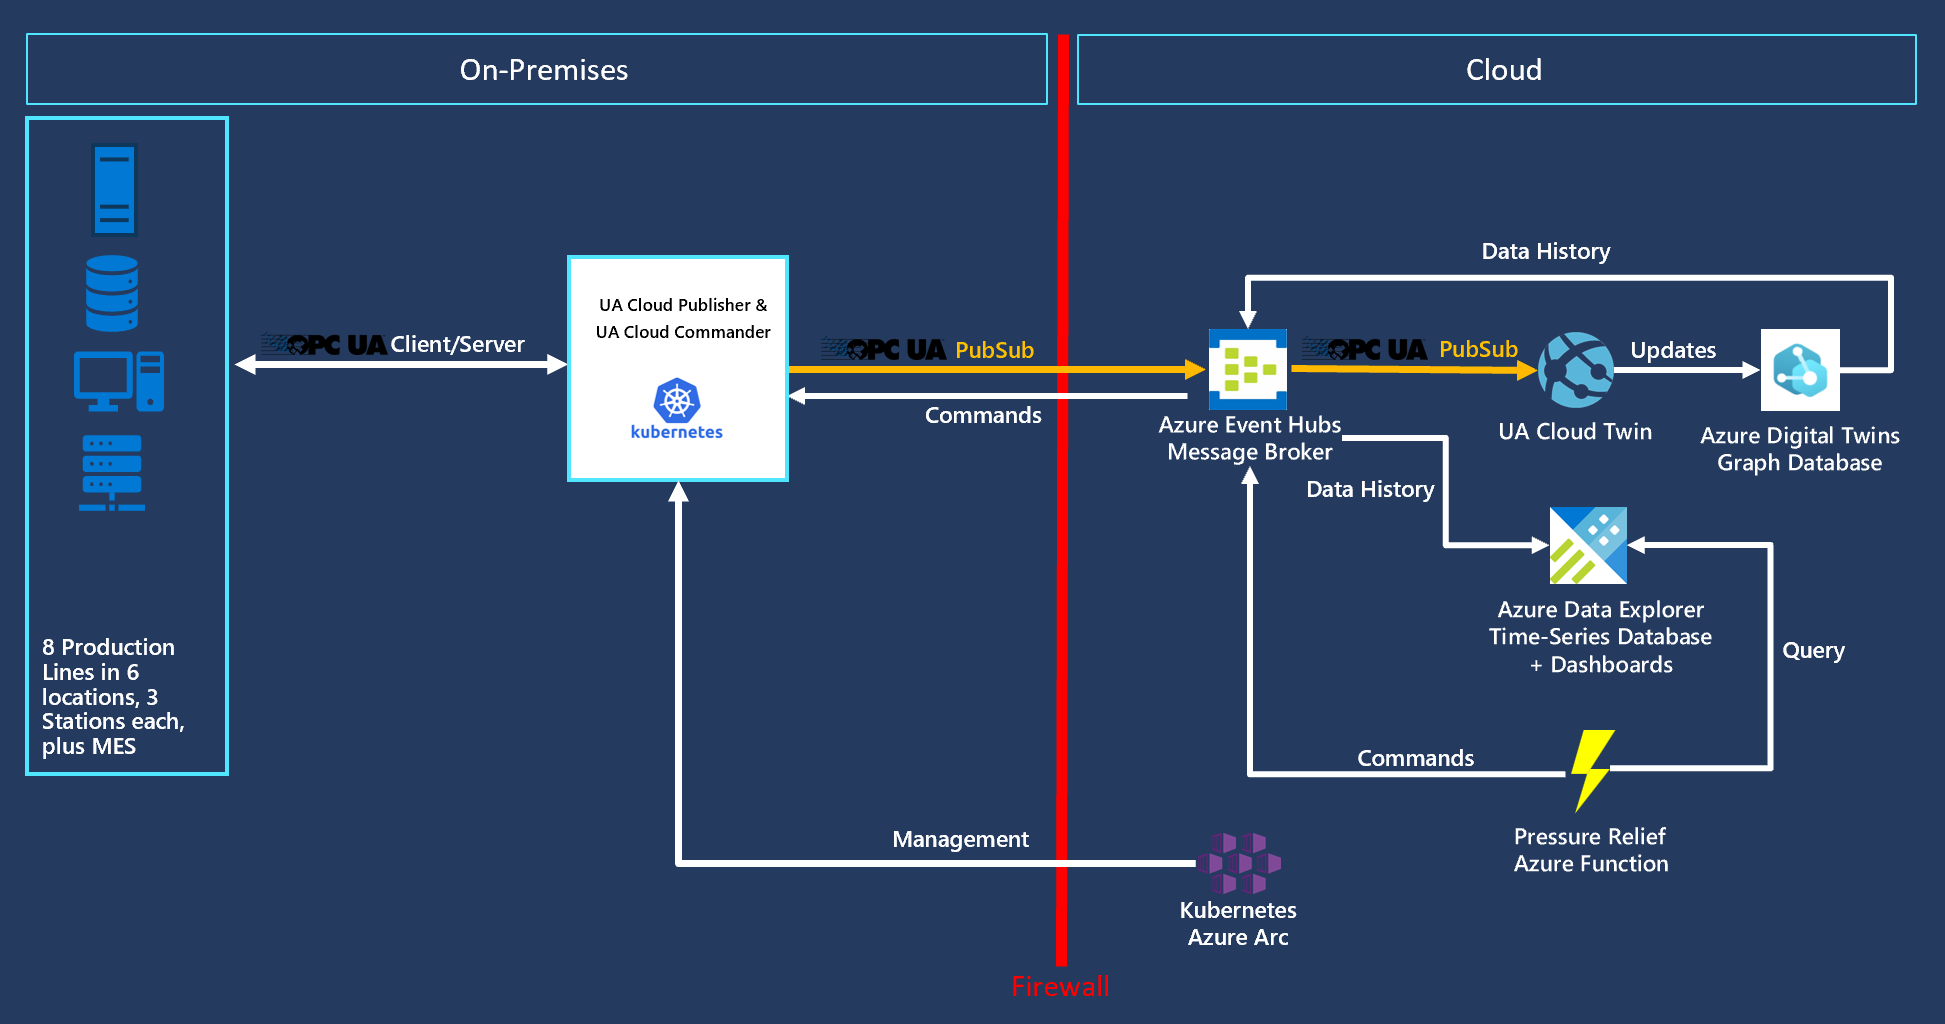 On-Premises
Cloud
Data History
OPC UA Client/Server
UA Cloud Publisher &
UA Cloud Commander
kubernetes
OPC UA PubSub
Commands
OPC UA PubSub
Updates
Azure Event Hubs
Message Broker
UA Cloud Twin
Azure Digital Twins
Graph Database
Data History
Azure Data Explorer
Time-Series Database
+ Dashboards
Query
8 Production
Lines in 6
locations, 3
Stations each,
plus MES
Commands
Pressure Relief
Azure Function
Management
Kubernetes
Azure Arc
Firewall